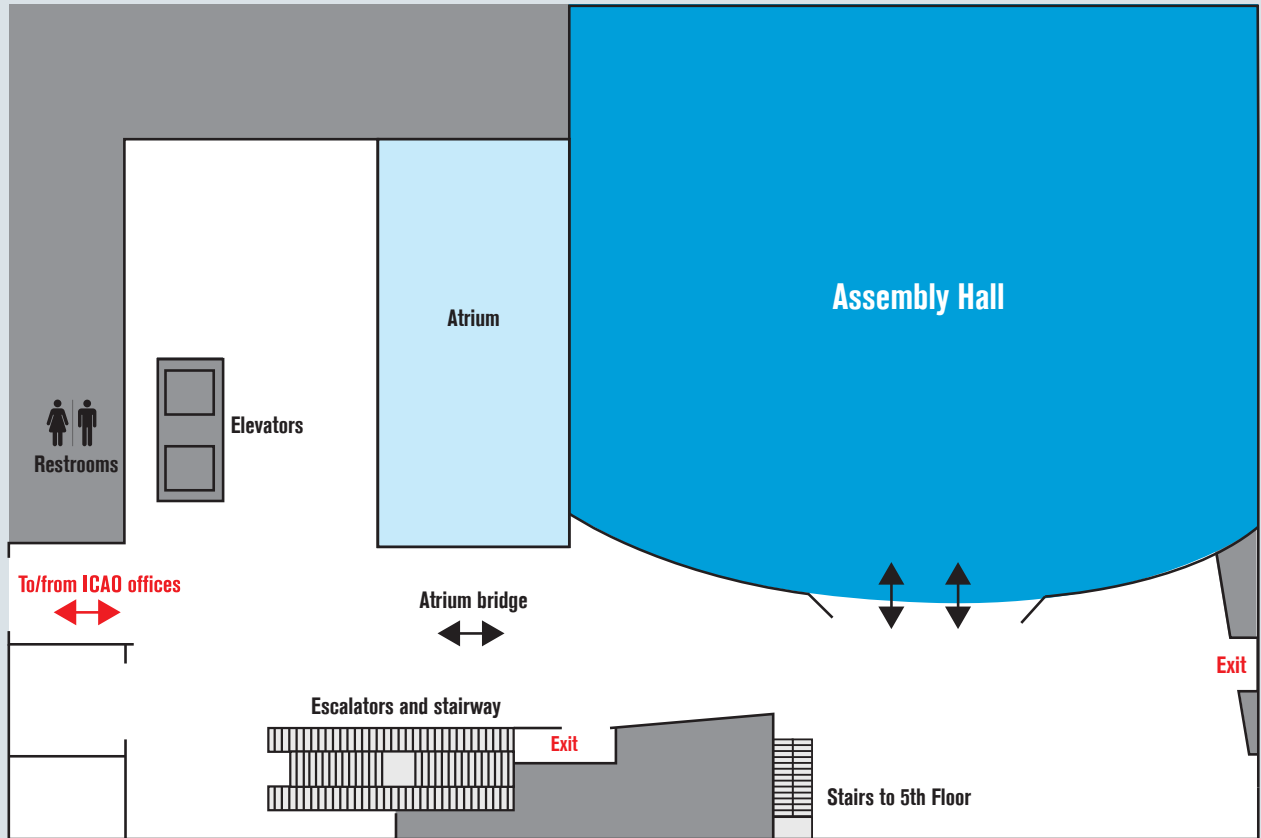 Assembly Hall
Atrium
Elevators
Restrooms
To/from ICAO offices
Atrium bridge
Exit
Escalators and stairway
Exit
Stairs to 5th Floor